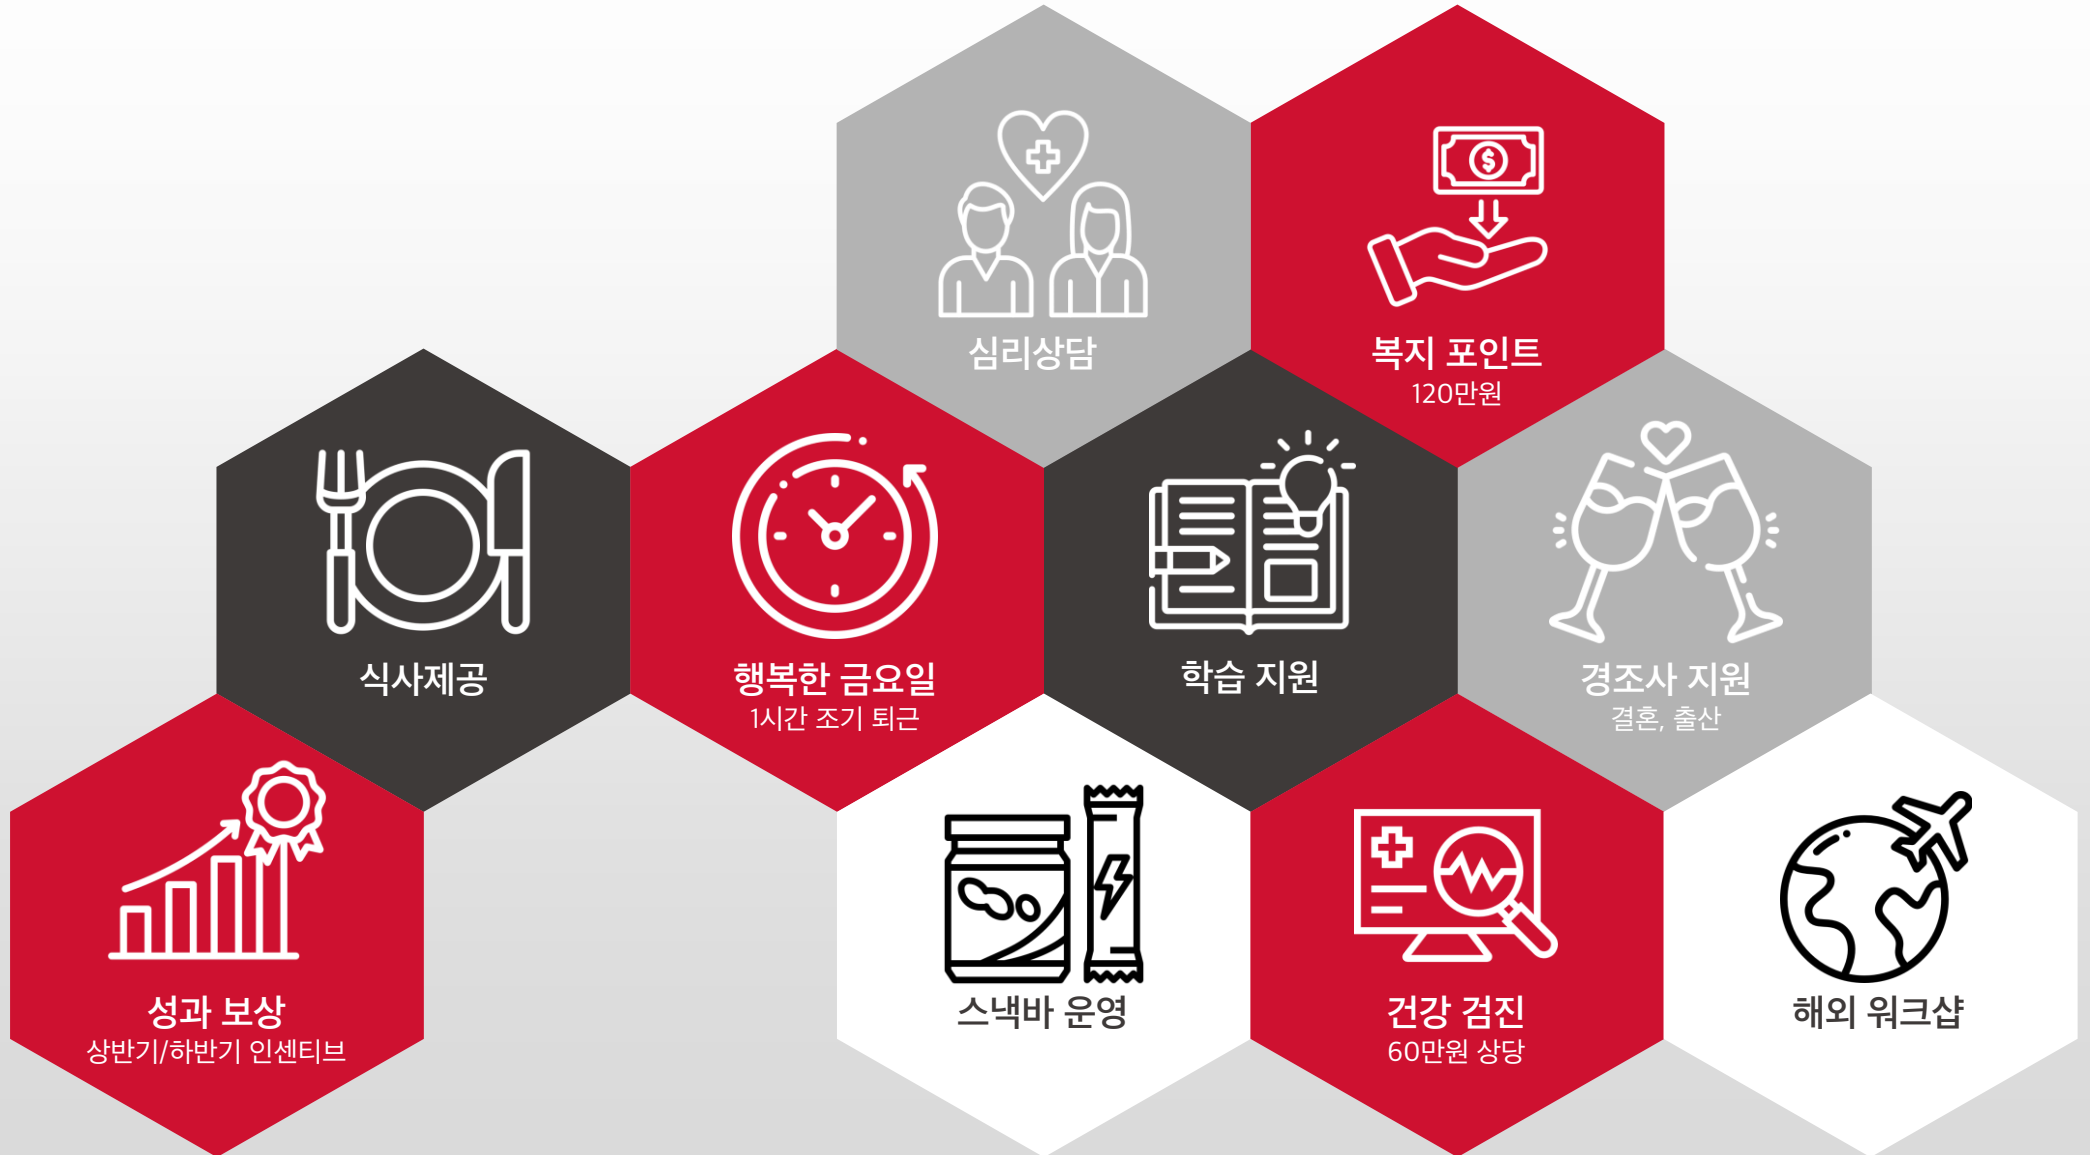 심리상담
복지 포인트
120만원
식사제공
행복한 금요일
1시간 조기 퇴근
학습 지원
경조사 지원
결혼, 출산
성과 보상
상반기/하반기 인센티브
스낵바 운영
건강 검진
60만원 상당
해외 워크샵